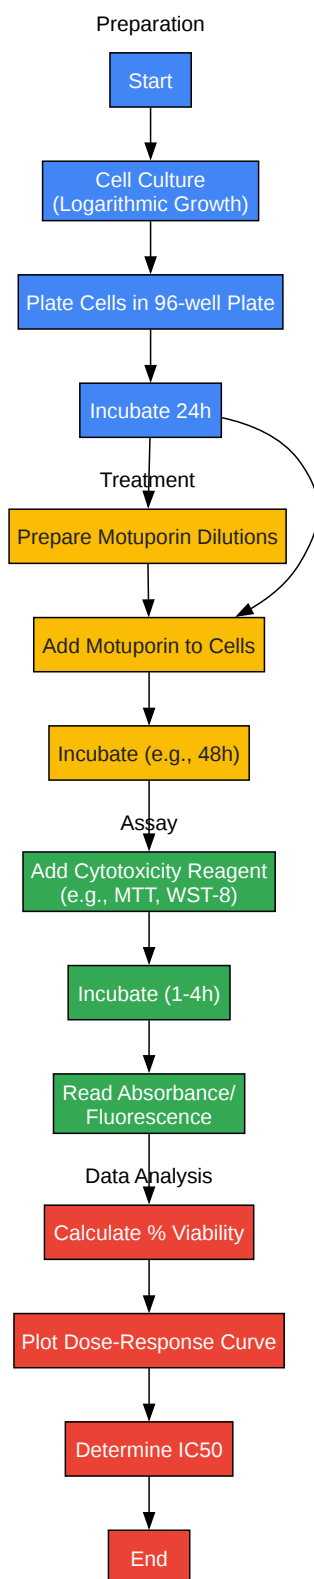 Preparation
Start
Cell Culture
(Logarithmic Growth)
Plate Cells in 96-well Plate
Incubate 24h
Treatment
Prepare Motuporin Dilutions
Add Motuporin to Cells
Incubate (e.g., 48h)
Assay
Add Cytotoxicity Reagent
(e.g., MTT, WST-8)
Incubate (1-4h)
Read Absorbance/
Fluorescence
Data Analysis
Calculate % Viability
Plot Dose-Response Curve
Determine IC50
End